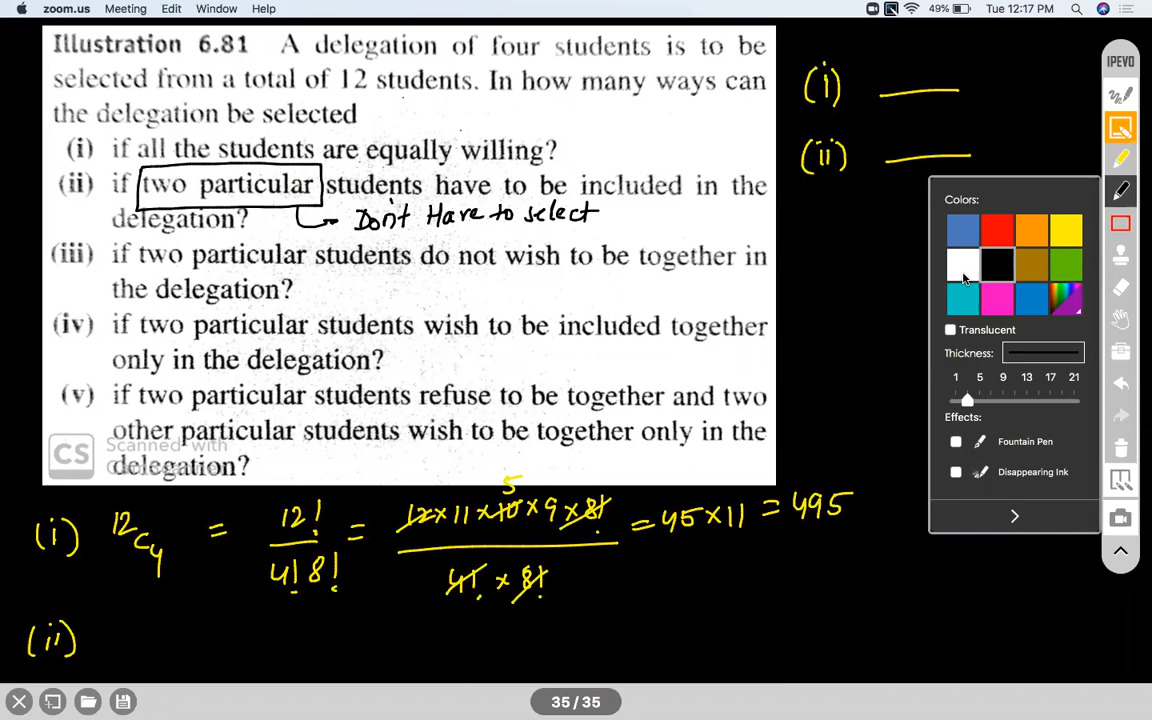 zoom.us Meeting Edit Window Help 49% Tue 12:17 PM
Illustration 6.81 A delegation of four students is to be
selected from a total of 12 students. In how many ways can
the delegation be selected
(i) if all the students are equally willing?
(ii) if two particular students have to be included in the
delegation? Don't Have to select
(iii) if two particular students do not wish to be together in
the delegation?
(iv) if two particular students wish to be included together
only in the delegation?
(v) if two particular students refuse to be together and two
other particular students wish to be together only in the
delegation?
CS Scanned with
(i)
(ii)
IPEVO
Colors:
Translucent
Thickness:
1 5 9 13 17 21
Effects:
Fountain Pen
Disappearing Ink
(i) ¹²C₄ = 12!/4!8! = 12×11×10×9×8!/4!×8! = 45×11 = 495
5
(ii)
35/35